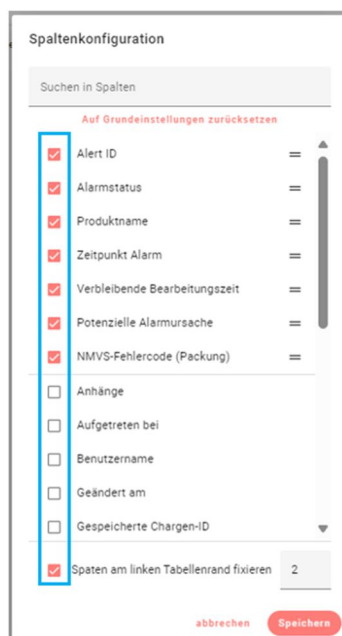 Spaltenkonfiguration
Suchen in Spalten
Auf Grundeinstellungen zurücksetzen
Alert ID
Alarmstatus
Produktname
Zeitpunkt Alarm
Verbleibende Bearbeitungszeit
Potenzielle Alarmursache
NMVS-Fehlercode (Packung)
Anhänge
Aufgetreten bei
Benutzername
Geändert am
Gespeicherte Chargen-ID
Spaten am linken Tabellenrand fixieren 2
abbrechen Speichern